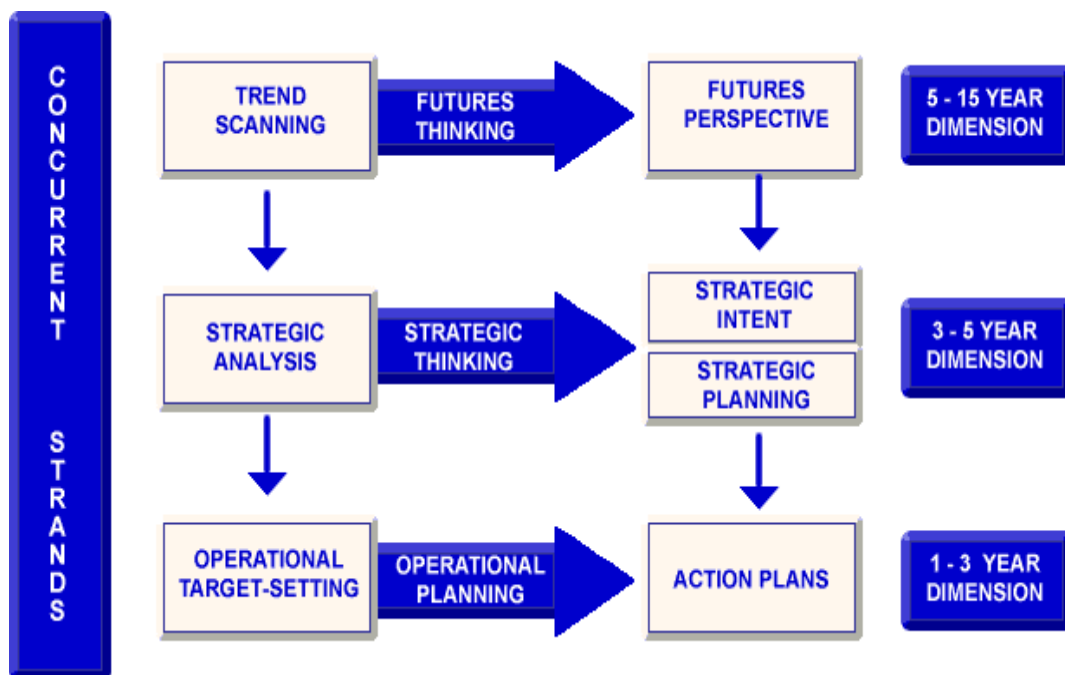 CONCURRENT
STRANDS
TREND
SCANNING
FUTURES
THINKING
FUTURES
PERSPECTIVE
5 - 15 YEAR
DIMENSION
STRATEGIC
ANALYSIS
STRATEGIC
THINKING
STRATEGIC
INTENT
STRATEGIC
PLANNING
3 - 5 YEAR
DIMENSION
OPERATIONAL
TARGET-SETTING
OPERATIONAL
PLANNING
ACTION PLANS
1 - 3 YEAR
DIMENSION